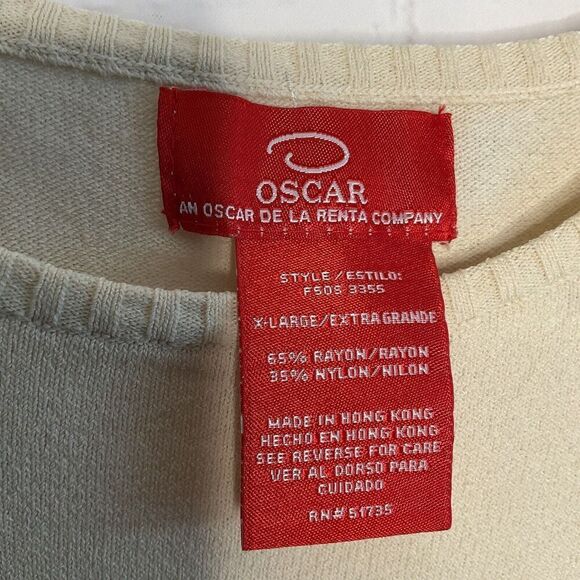 OSCAR
AN OSCAR DE LA RENTA COMPANY
STYLE/ESTILO:
FSOS 3355
X-LARGE/EXTRA GRANDE
65% RAYON/RAYON
35% NYLON/NILON
MADE IN HONG KONG
HECHO EN HONG KONG
SEE REVERSE FOR CARE
VER AL DORSO PARA
CUIDADO
RN# 51735